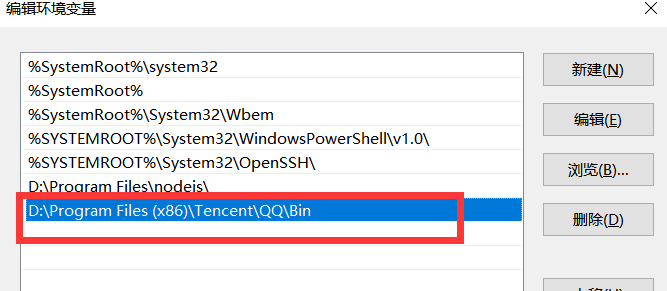 编辑环境变量
%SystemRoot%\system32
%SystemRoot%
%SystemRoot%\System32\Wbem
%SYSTEMROOT%\System32\WindowsPowerShell\v1.0\
%SYSTEMROOT%\System32\OpenSSH\
D:\Program Files\nodejs\
D:\Program Files (x86)\Tencent\QQ\Bin
新建(N)
编辑(E)
浏览(B)...
删除(D)